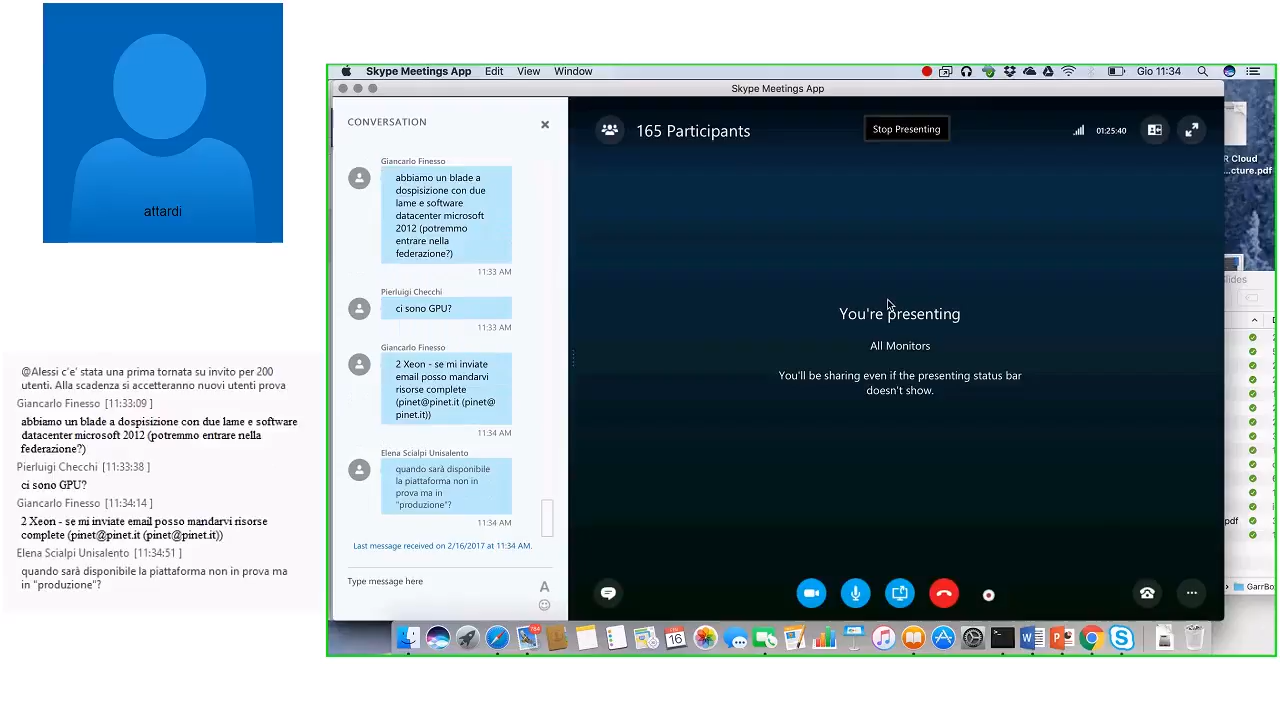 attardi
@Alessi c'e' stata una prima tornata su invito per 200
utenti. Alla scadenza si accetteranno nuovi utenti prova
Giancarlo Finesso [11:33:09 ]
abbiamo un blade a dospisizione con due lame e software
datacenter microsoft 2012 (potremmo entrare nella
federazione?)
Pierluigi Checchi [11:33:38 ]
ci sono GPU?
Giancarlo Finesso [11:34:14 ]
2 Xeon - se mi inviate email posso mandarvi risorse
complete (pinet@pinet.it (pinet@pinet.it))
Elena Scialpi Unisalento [11:34:51 ]
quando sarà disponibile la piattaforma non in prova ma
in "produzione"?
Skype Meetings App Edit View Window
Gio 11:34
Skype Meetings App
CONVERSATION
Giancarlo Finesso
abbiamo un blade a
dospisizione con due
lame e software
datacenter microsoft
2012 (potremmo
entrare nella
federazione?)
11:33 AM
Pierluigi Checchi
ci sono GPU?
11:33 AM
Giancarlo Finesso
2 Xeon - se mi inviate
email posso mandarvi
risorse complete
(pinet@pinet.it (pinet@
pinet.it))
11:34 AM
Elena Scialpi Unisalento
quando sarà disponibile
la piattaforma non in
prova ma in
"produzione"?
11:34 AM
Last message received on 2/16/2017 at 11:34 AM.
Type message here
A
165 Participants
Stop Presenting
01:25:40
You're presenting
All Monitors
You'll be sharing even if the presenting status bar
doesn't show.
R Cloud
...cture.pdf
lides
pdf
GarrBo
16